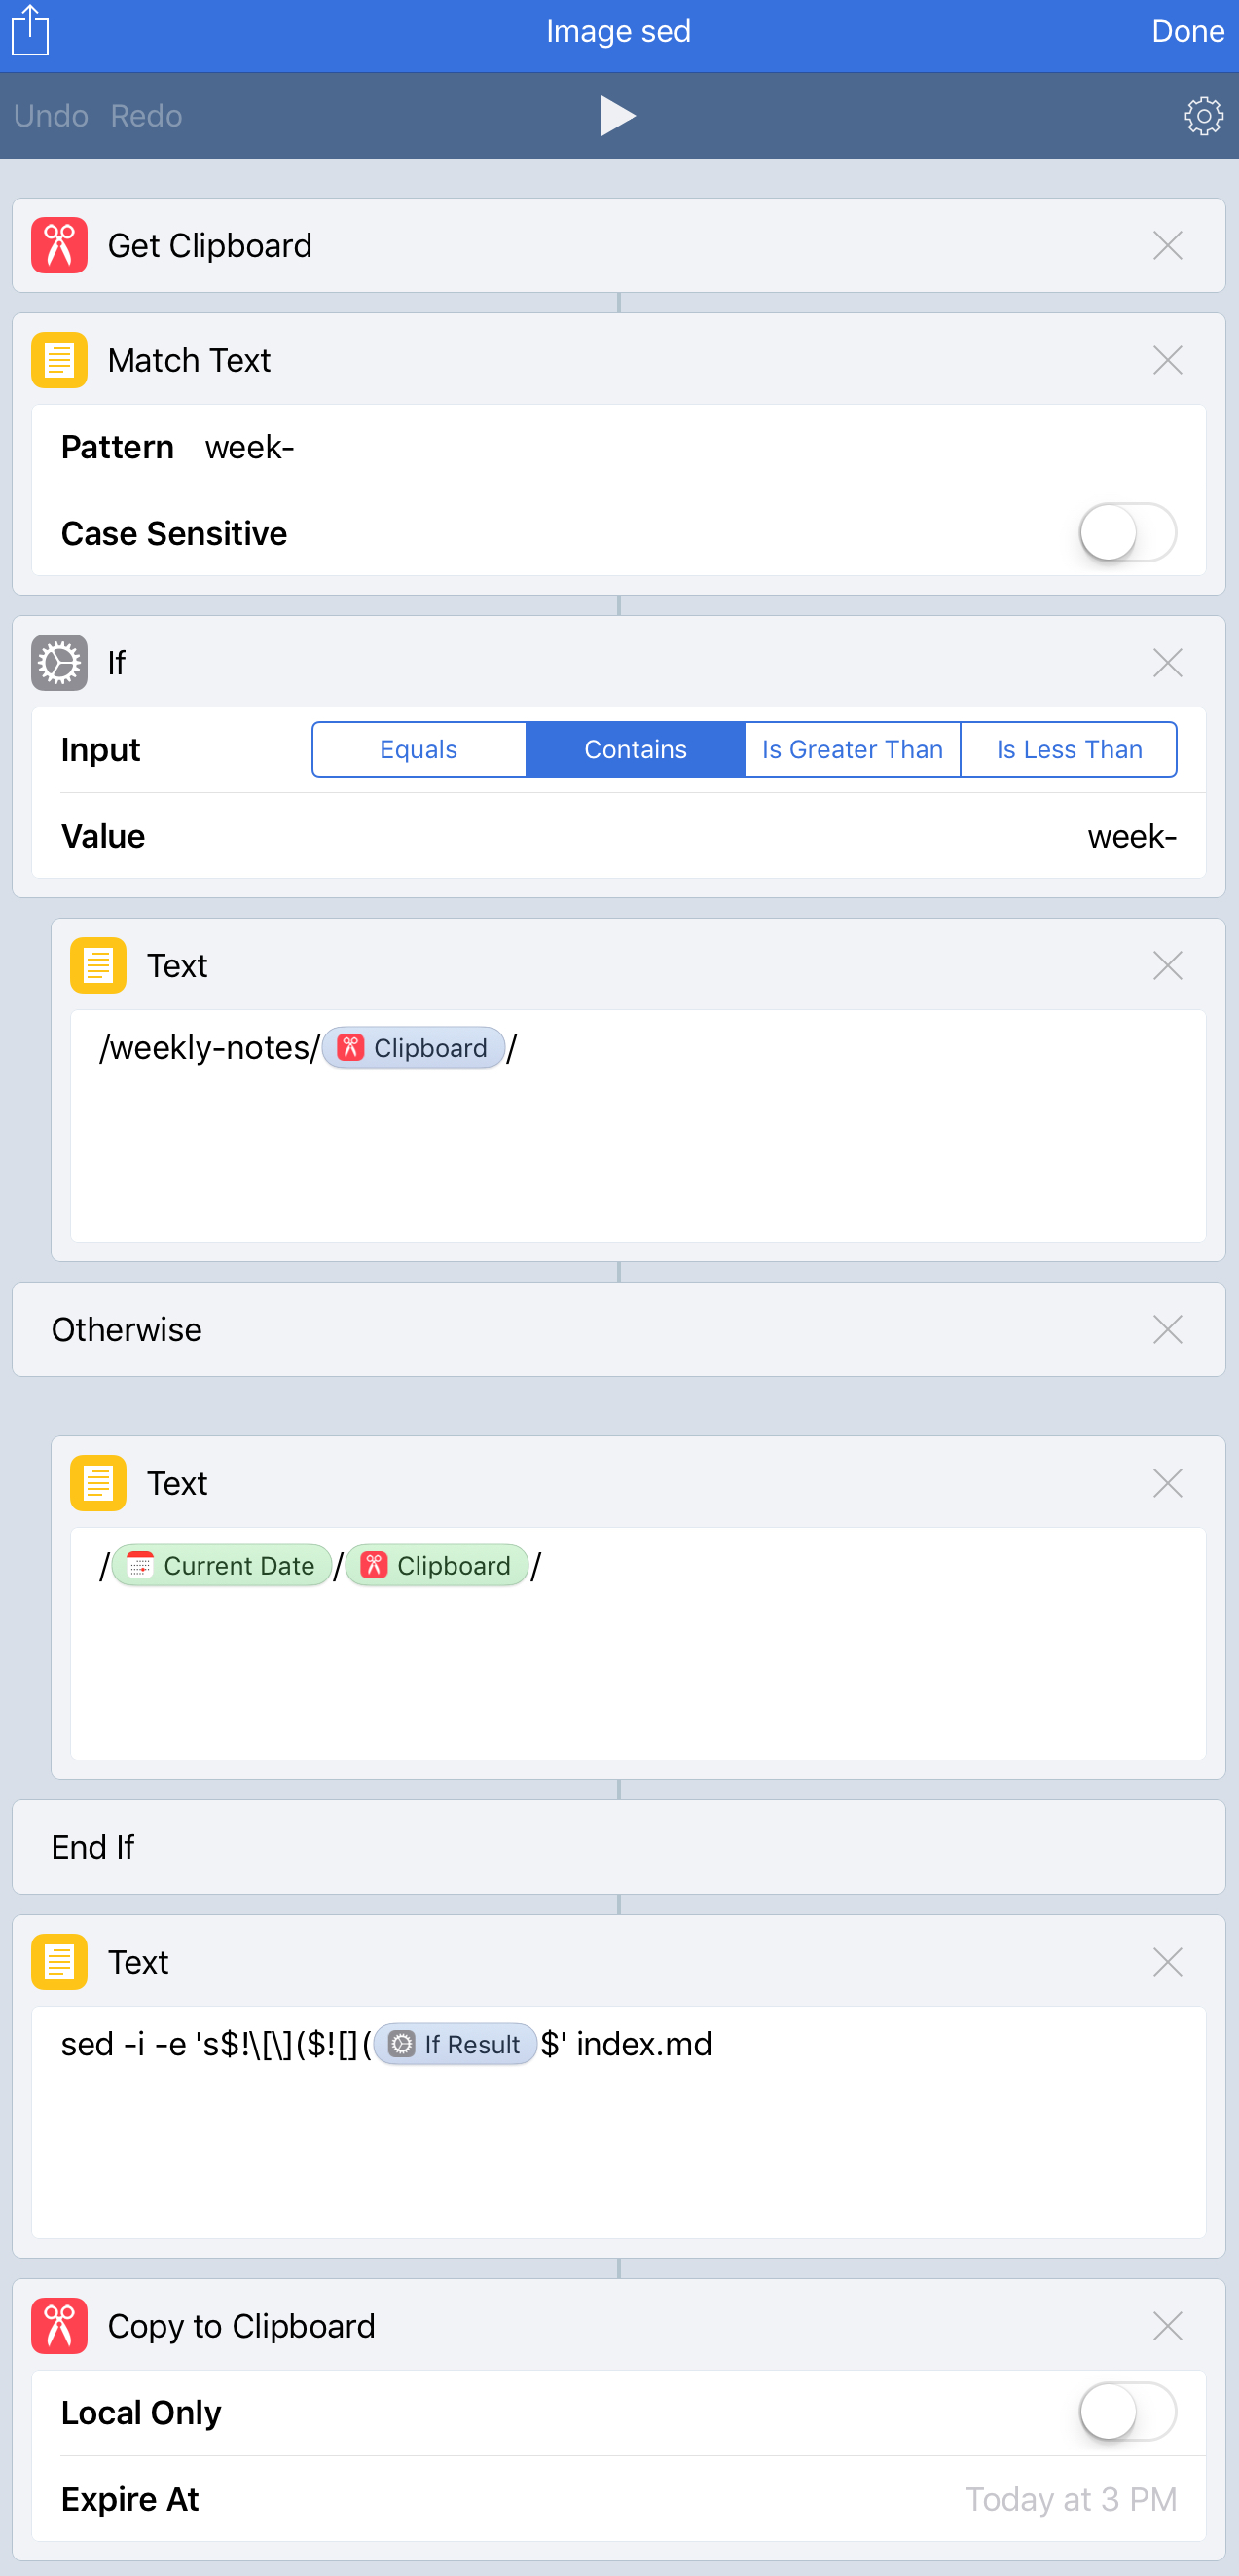 Image sed
Done
Undo Redo
Get Clipboard
Match Text
Pattern week-
Case Sensitive
If
Input Equals Contains Is Greater Than Is Less Than
Value week-
Text
/weekly-notes/ Clipboard /
Otherwise
Text
/ Current Date / Clipboard /
End If
Text
sed -i -e 's$!\[\]($![]( If Result $' index.md
Copy to Clipboard
Local Only
Expire At Today at 3 PM